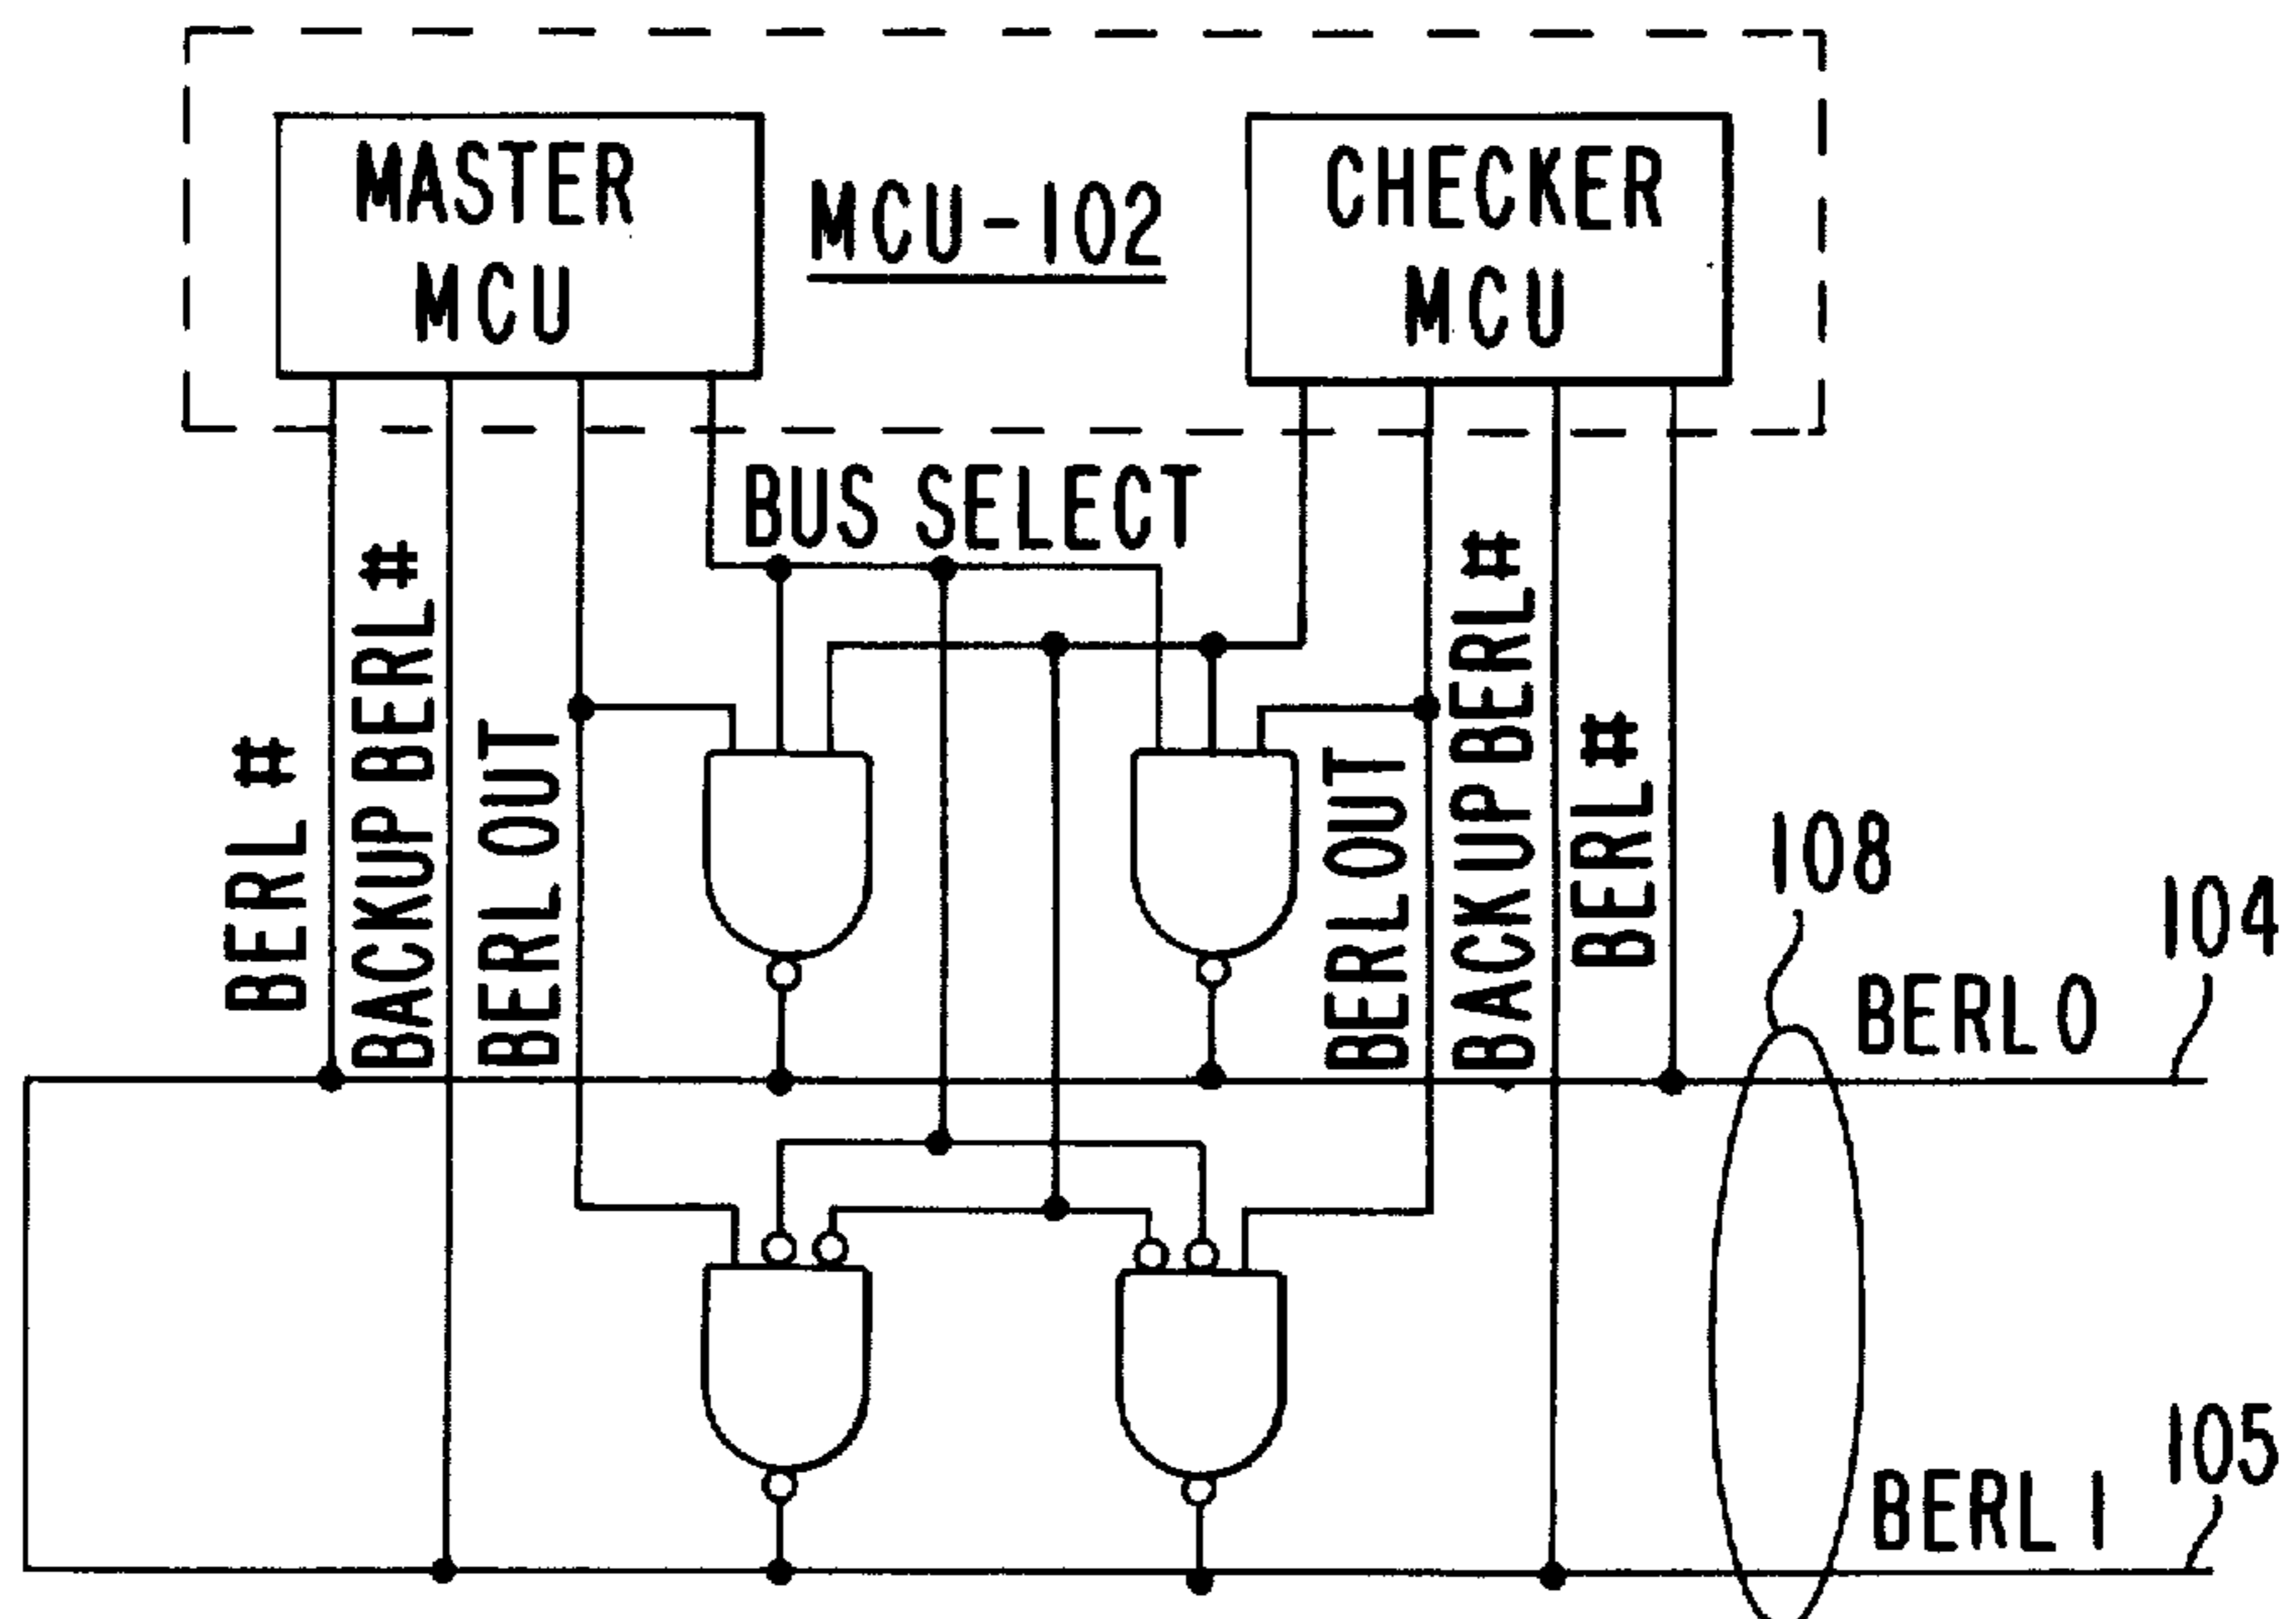 MASTER
MCU
MCU-102
CHECKER
MCU
BUS SELECT
BERL #
BACKUP BERL #
BERL OUT
BERL OUT
BACKUP BERL #
BERL #
108
104
BERL 0
105
BERL 1